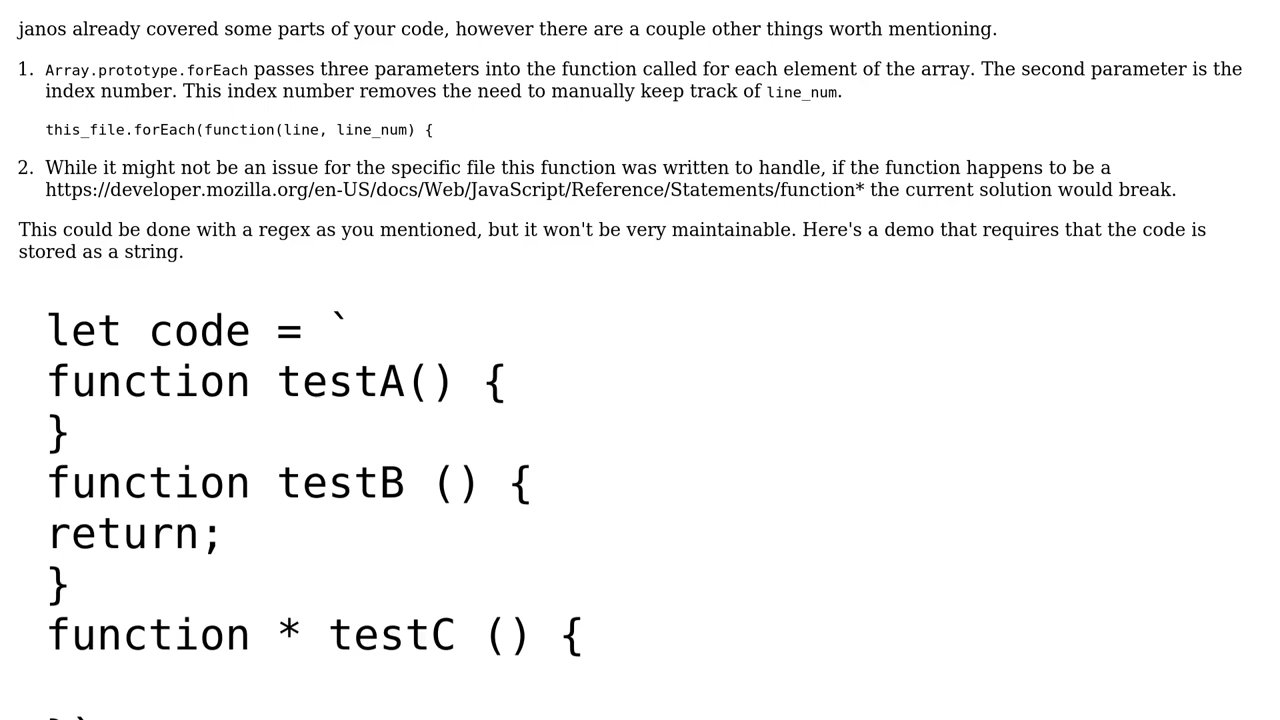 janos already covered some parts of your code, however there are a couple other things worth mentioning.
1. Array.prototype.forEach passes three parameters into the function called for each element of the array. The second parameter is the
index number. This index number removes the need to manually keep track of line_num.
this_file.forEach(function(line, line_num) {
2. While it might not be an issue for the specific file this function was written to handle, if the function happens to be a
https://developer.mozilla.org/en-US/docs/Web/JavaScript/Reference/Statements/function* the current solution would break.
This could be done with a regex as you mentioned, but it won't be very maintainable. Here's a demo that requires that the code is
stored as a string.
let code = `
function testA() {
}
function testB () {
return;
}
function * testC () {